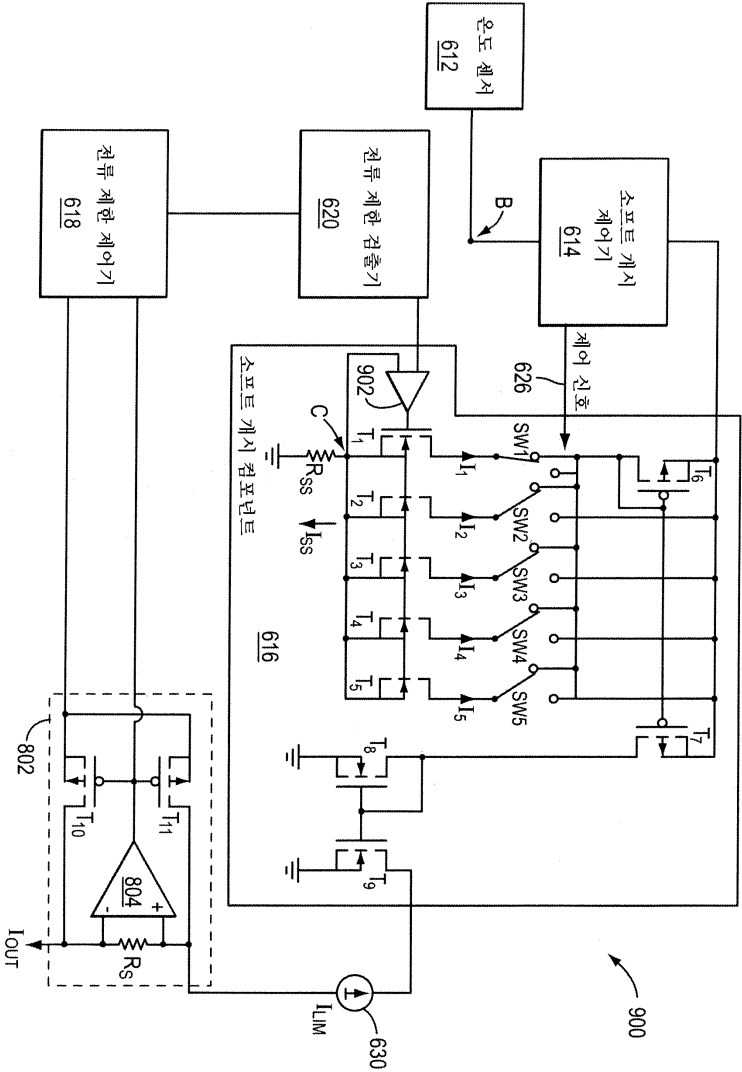 온도 센서
612
소프트 개시
제어기
614
B
제어 신호
626
전류 제한 검출기
620
전류 제한 제어기
618
902
C
소프트 개시 컴포넌트
616
RSS
ISS
T1
T2
T3
T4
T5
I1
I2
I3
I4
I5
SW1
SW2
SW3
SW4
SW5
T6
T7
T8
T9
802
T10
T11
804
+
-
RS
IOUT
ILIM
630
900